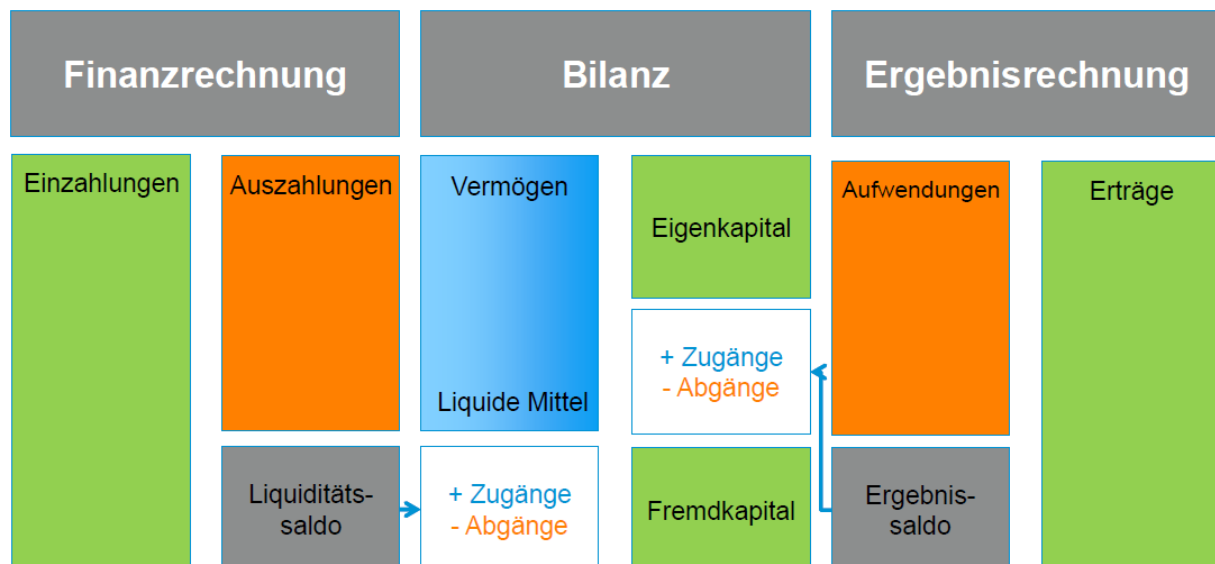 Finanzrechnung
Bilanz
Ergebnisrechnung
Einzahlungen
Auszahlungen
Liquiditäts-
saldo
Vermögen
Liquide Mittel
+ Zugänge
- Abgänge
Eigenkapital
+ Zugänge
- Abgänge
Fremdkapital
Aufwendungen
Ergebnis-
saldo
Erträge